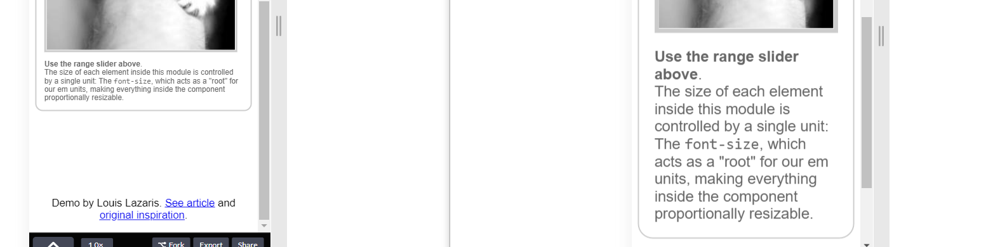 Use the range slider above.
The size of each element inside this module is controlled
by a single unit: The font-size, which acts as a "root" for
our em units, making everything inside the component
proportionally resizable.
Demo by Louis Lazaris. See article and
original inspiration.
1.0x Fork Export Share
Use the range slider
above.
The size of each element
inside this module is
controlled by a single unit:
The font-size, which
acts as a "root" for our em
units, making everything
inside the component
proportionally resizable.